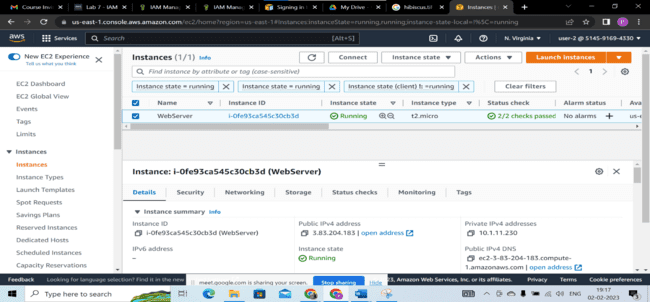 Course Inv
Lab 7 - IAM
IAM Manag
IAM Manag
Signing in
My Drive
hibiscus.th
Instances |
us-east-1.console.aws.amazon.com/ec2/home?region=us-east-1#Instances:instanceState=running,running,instance-state-local=!%5C=running
aws
Services
Search
[Alt+S]
N. Virginia
user-2 @ 5145-9169-4330
New EC2 Experience
Tell us what you think
EC2 Dashboard
EC2 Global View
Events
Tags
Limits
Instances
Instances
Instance Types
Launch Templates
Spot Requests
Savings Plans
Reserved Instances
Dedicated Hosts
Scheduled Instances
Capacity Reservations
Instances (1/1) Info
Connect
Instance state
Actions
Launch Instances
Find instance by attribute or tag (case-sensitive)
1
Instance state = running
Instance state = running
Clear filters
Name
Instance ID
Instance state
Instance type
Status check
Alarm status
Ava
WebServer
i-0fe93ca545c30cb3d
Running
t2.micro
2/2 checks passed
No alarms
us-e
Instance: i-0fe93ca545c30cb3d (WebServer)
Details
Security
Networking
Storage
Status checks
Monitoring
Tags
Instance summary Info
Instance ID
i-0fe93ca545c30cb3d (WebServer)
Public IPv4 address
3.83.204.183 | open address
Private IPv4 addresses
10.1.11.230
IPv6 address
–
Instance state
Running
Public IPv4 DNS
ec2-3-83-204-183.compute-
1.amazonaws.com | open address
Feedback
Looking for language selection? Find it in the new
meet.google.com is sharing your screen.
Stop sharing
Hide
23, Amazon Web Services, Inc. or its affiliates.
Privacy
Terms
Cookie preferences
Type here to search
ENG
19:17
02-02-2023